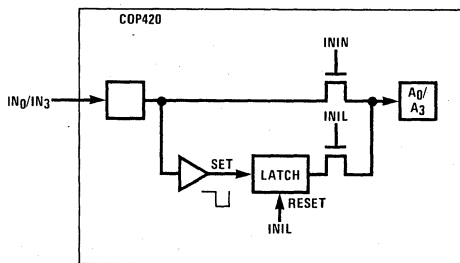 COP420
ININ
IN0/IN3
A0/
A3
INIL
SET
LATCH
RESET
INIL